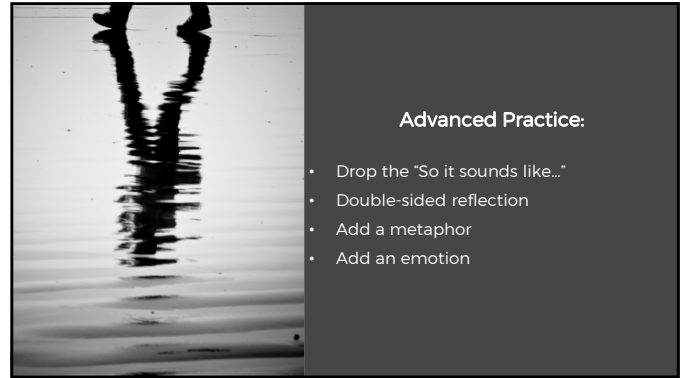 Advanced Practice:
• Drop the “So it sounds like…”
• Double-sided reflection
• Add a metaphor
• Add an emotion